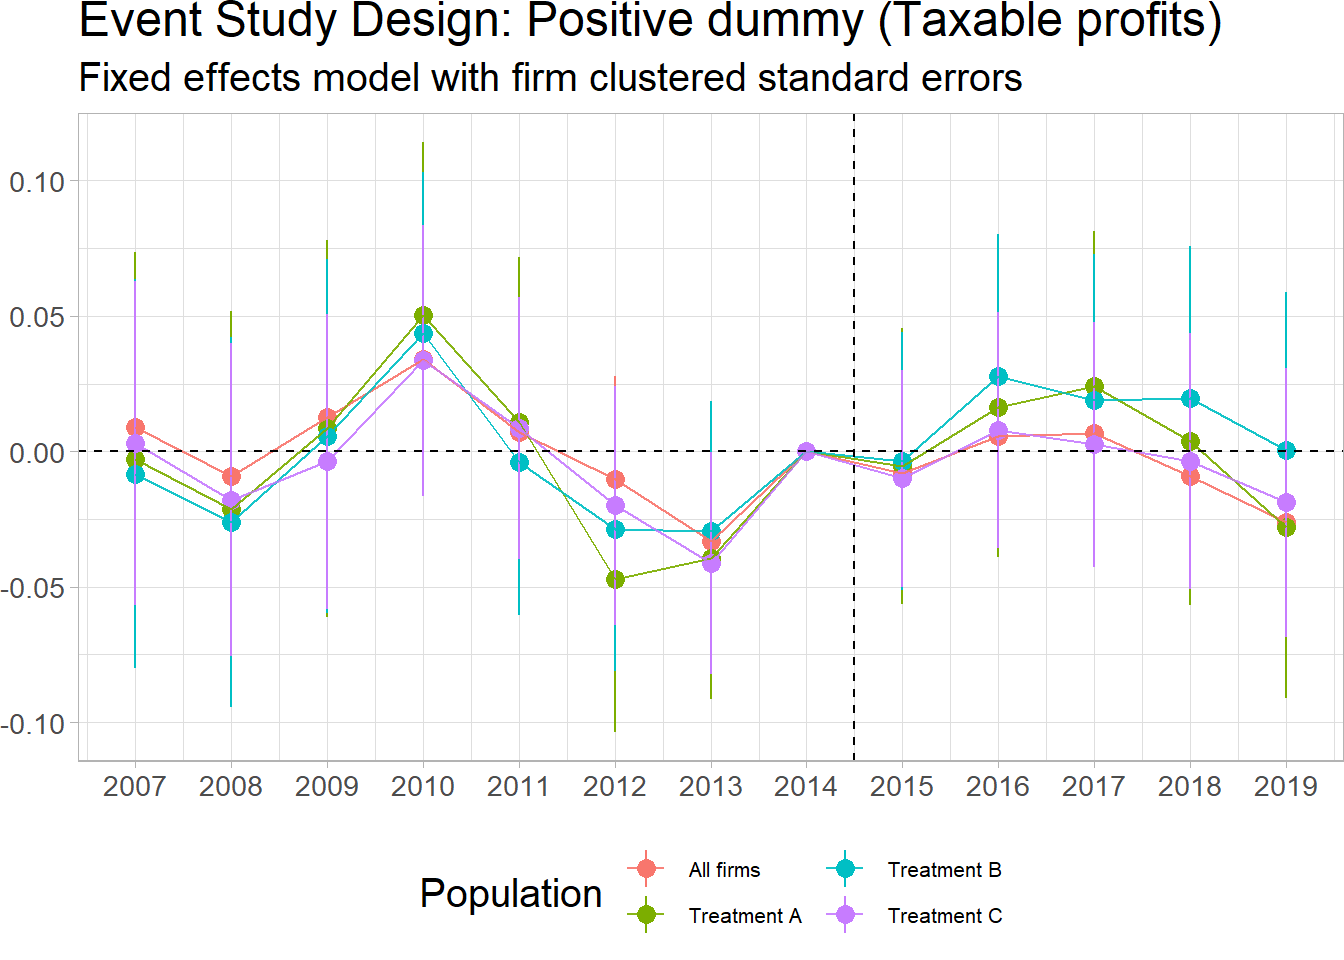 Event Study Design: Positive dummy (Taxable profits)
Fixed effects model with firm clustered standard errors
0.10
0.05
0.00
-0.05
-0.10
2007 2008 2009 2010 2011 2012 2013 2014 2015 2016 2017 2018 2019
Population
All firms Treatment B
Treatment A Treatment C